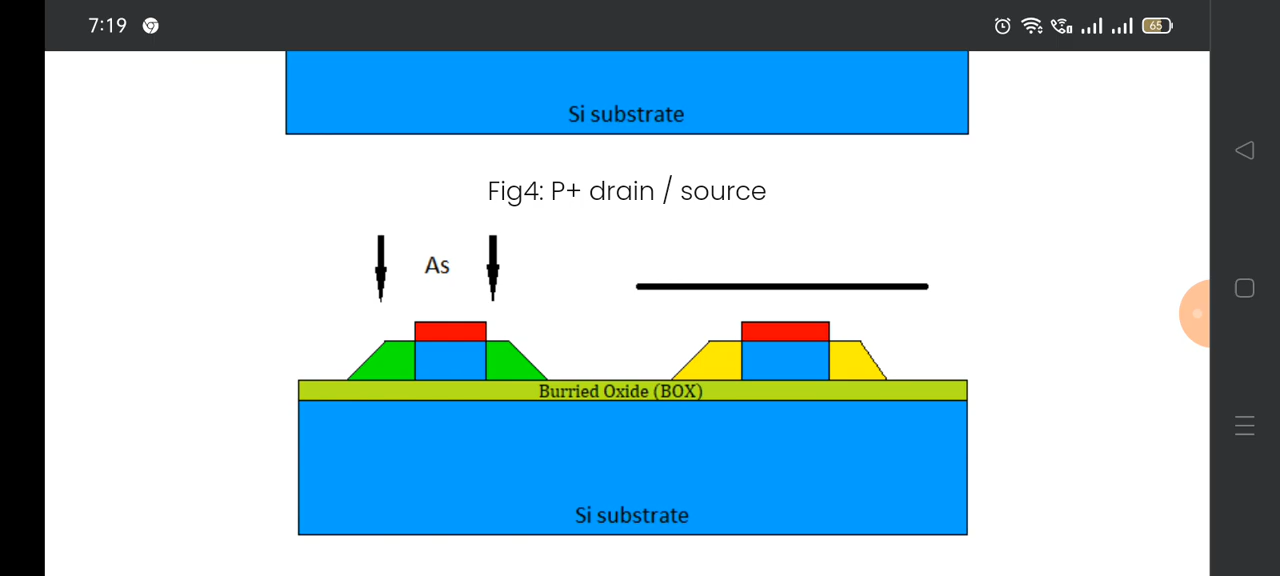 7:19
65
Si substrate
Fig4: P+ drain / source
As
Burried Oxide (BOX)
Si substrate